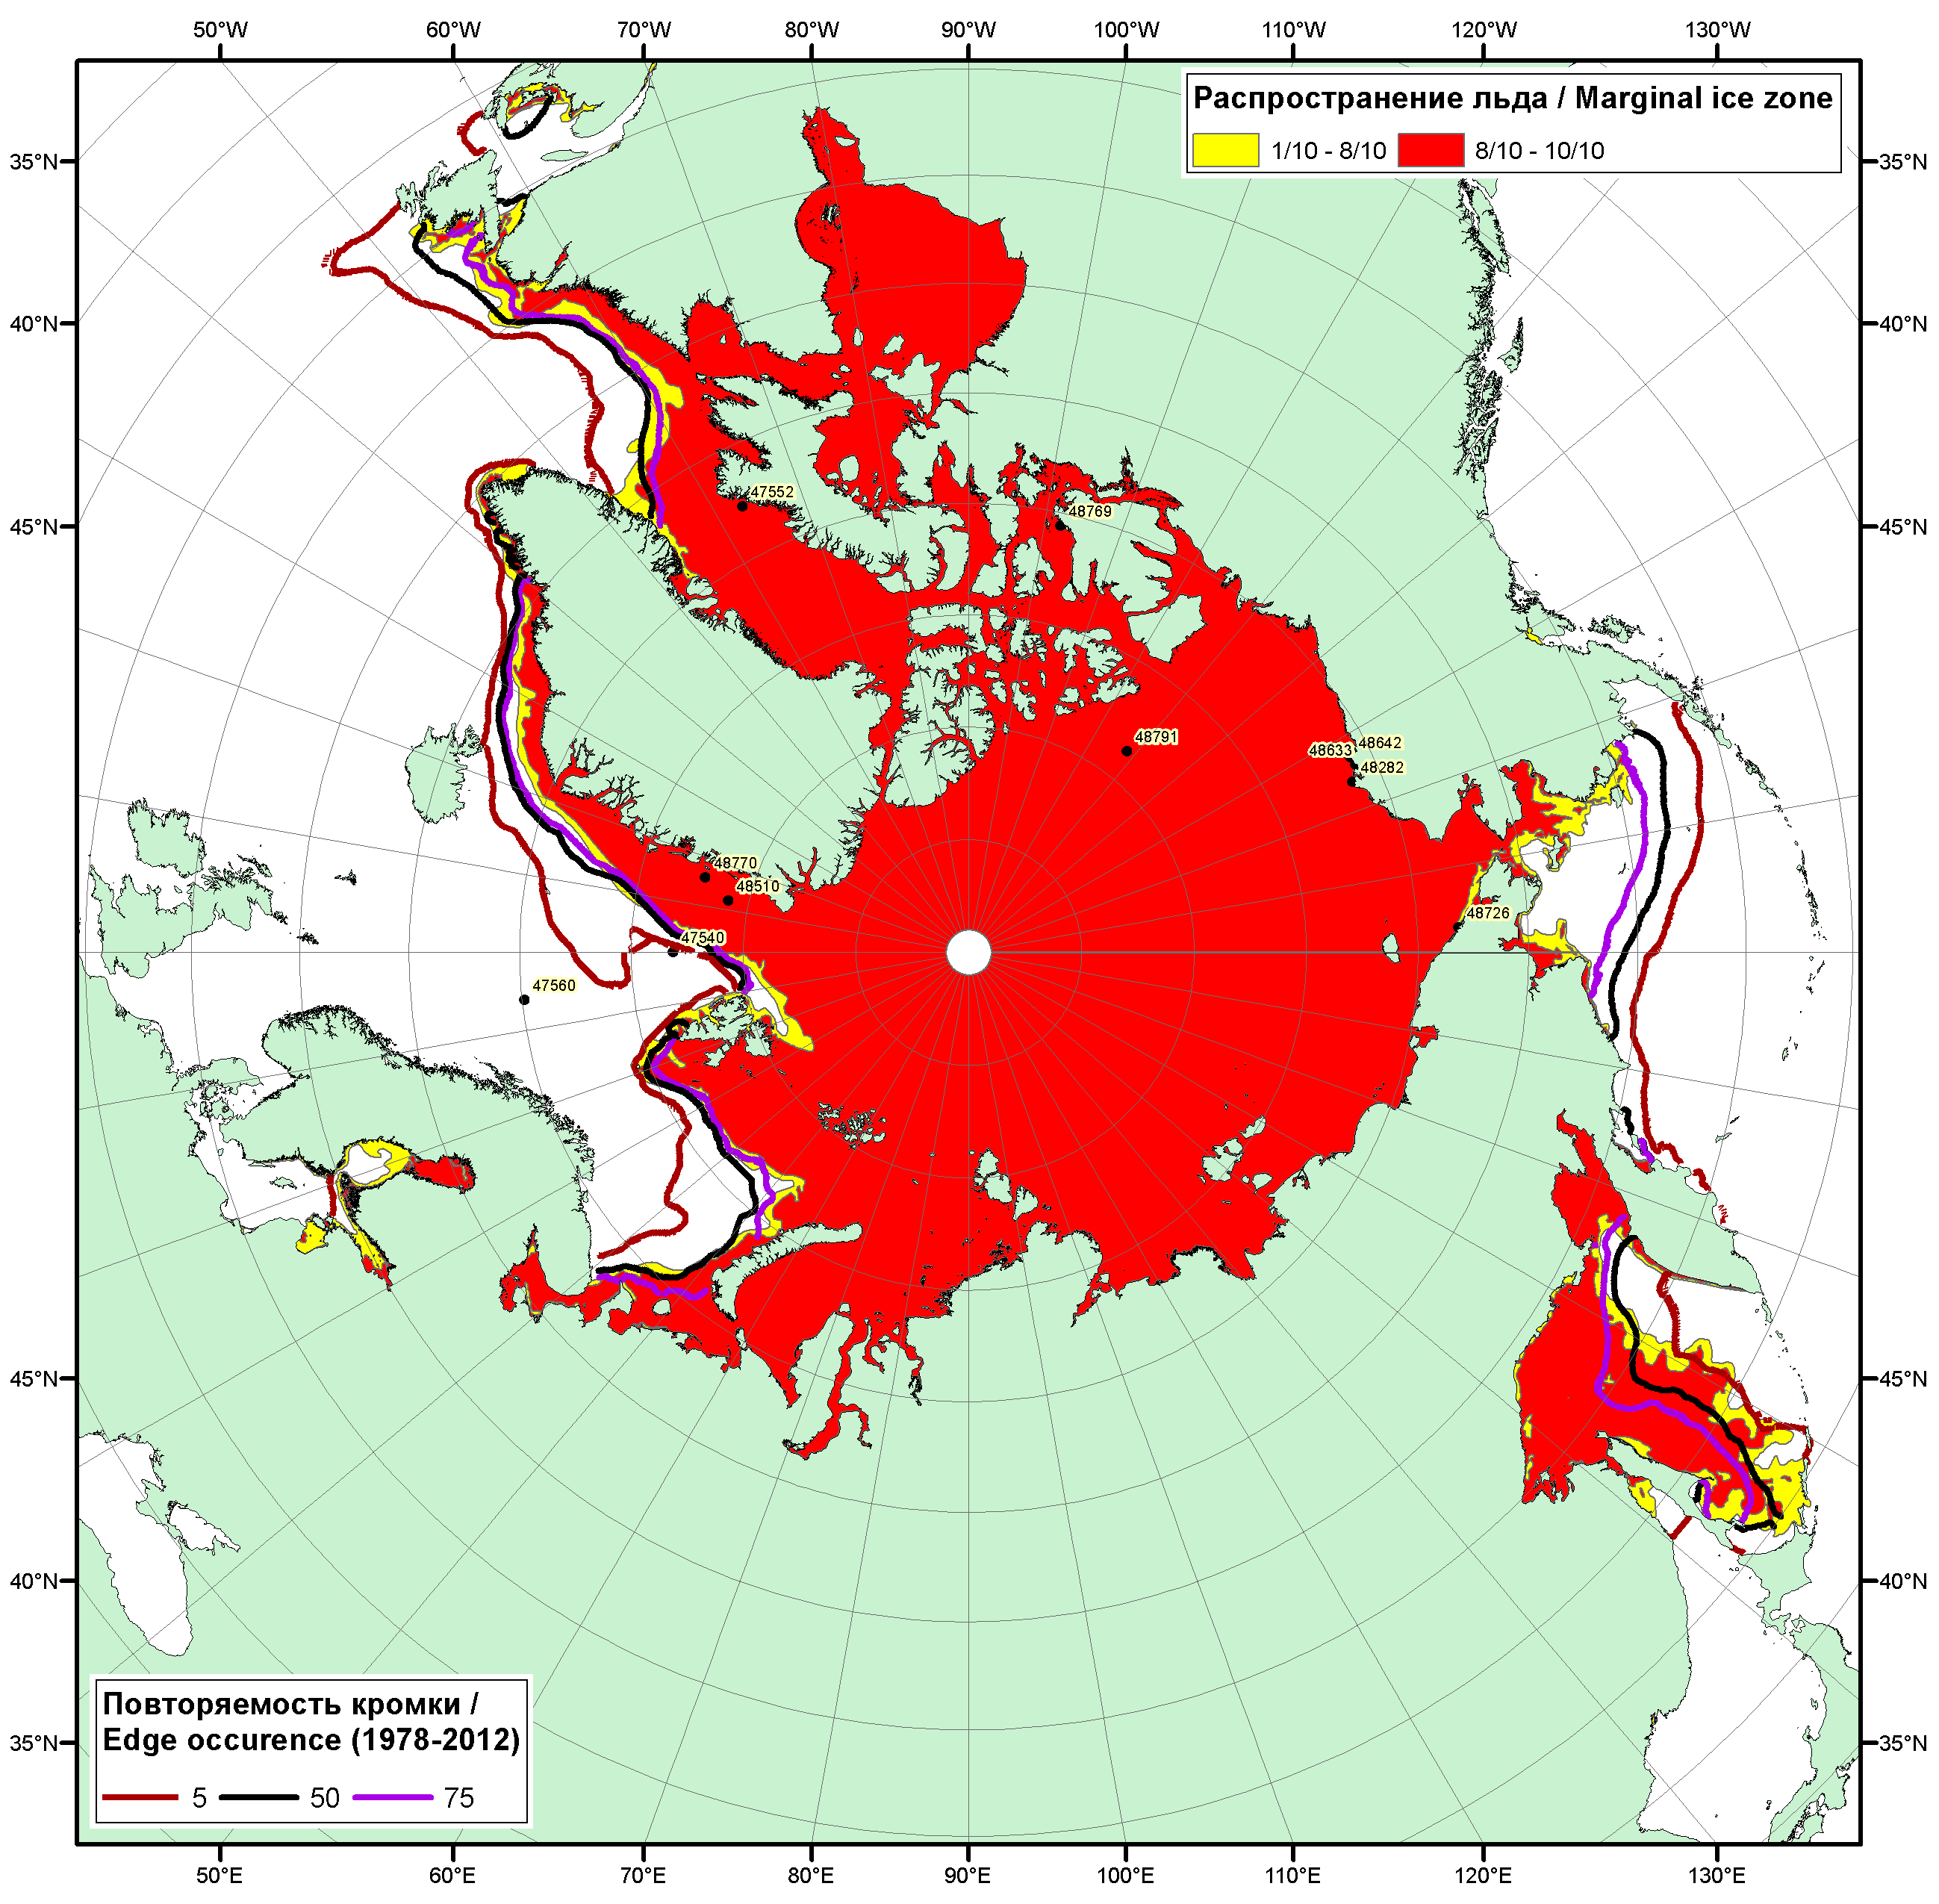 50°W 60°W 70°W 80°W 90°W 100°W 110°W 120°W 130°W
Распространение льда / Marginal ice zone
1/10 - 8/10 8/10 - 10/10
35°N 35°N
40°N 40°N
45°N 45°N
47552
48769
48791
48642
48633
48282
48770
48510
48726
47540
47560
45°N 45°N
40°N 40°N
35°N 35°N
Повторяемость кромки /
Edge occurence (1978-2012)
5 50 75
50°E 60°E 70°E 80°E 90°E 100°E 110°E 120°E 130°E